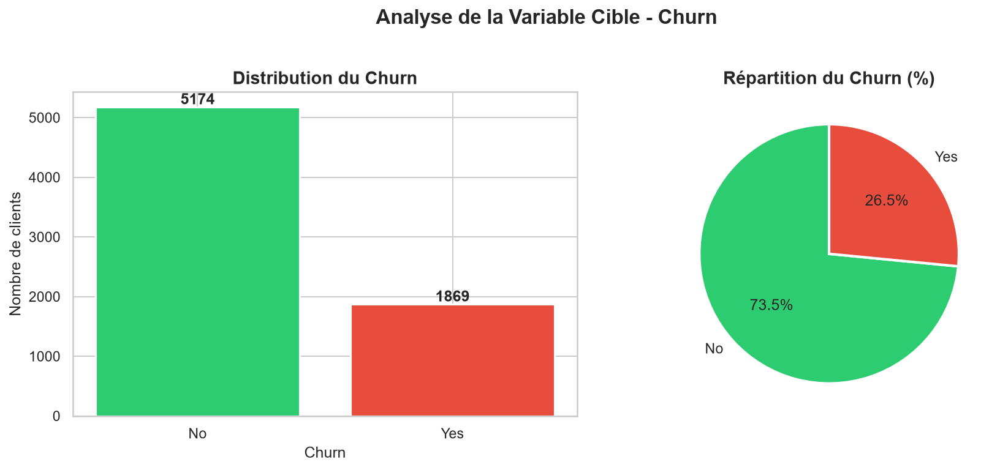 Analyse de la Variable Cible - Churn
Distribution du Churn
5174
1869
5000
4000
3000
2000
1000
0
Nombre de clients
No
Yes
Churn
Répartition du Churn (%)
Yes
26.5%
73.5%
No